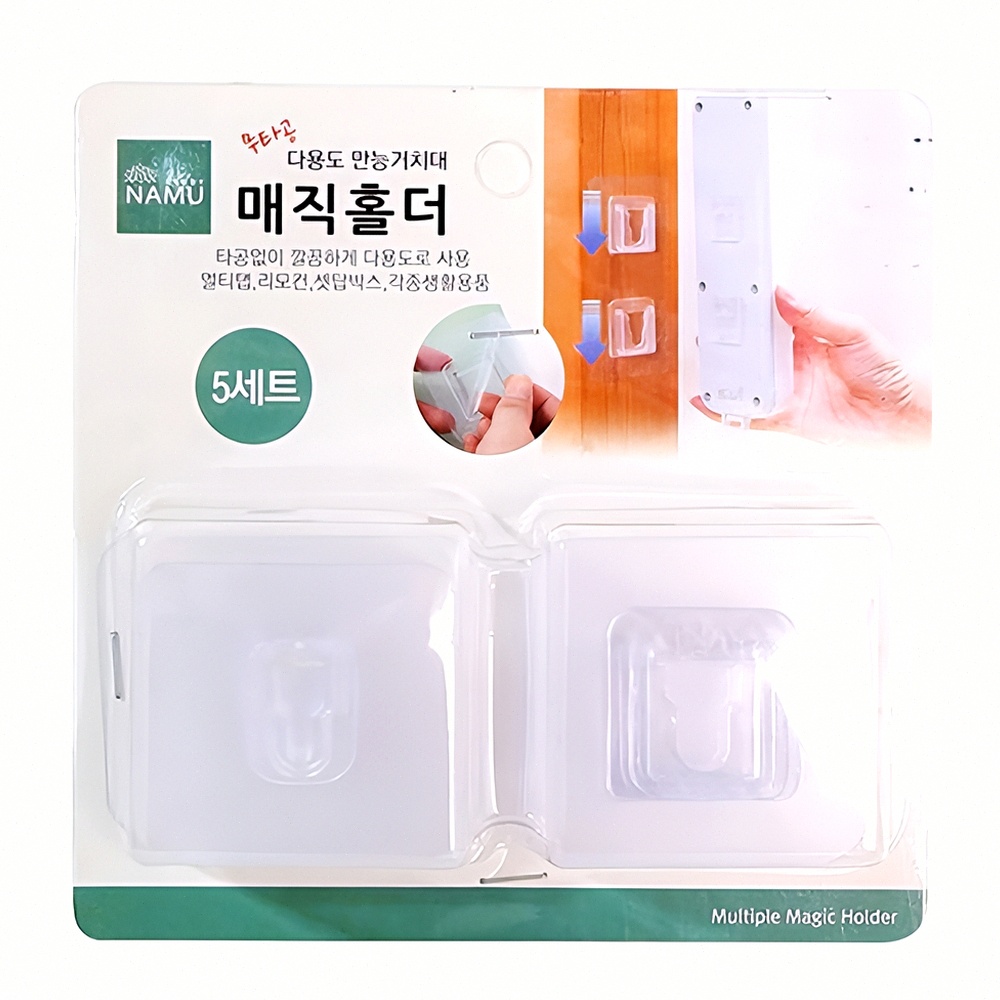 NAMU
무타공
다용도 만능거치대
매직홀더
타공없이 깔끔하게 다용도로 사용
멀티탭,리모컨,셋탑박스,각종생활용품
5세트
Multiple Magic Holder